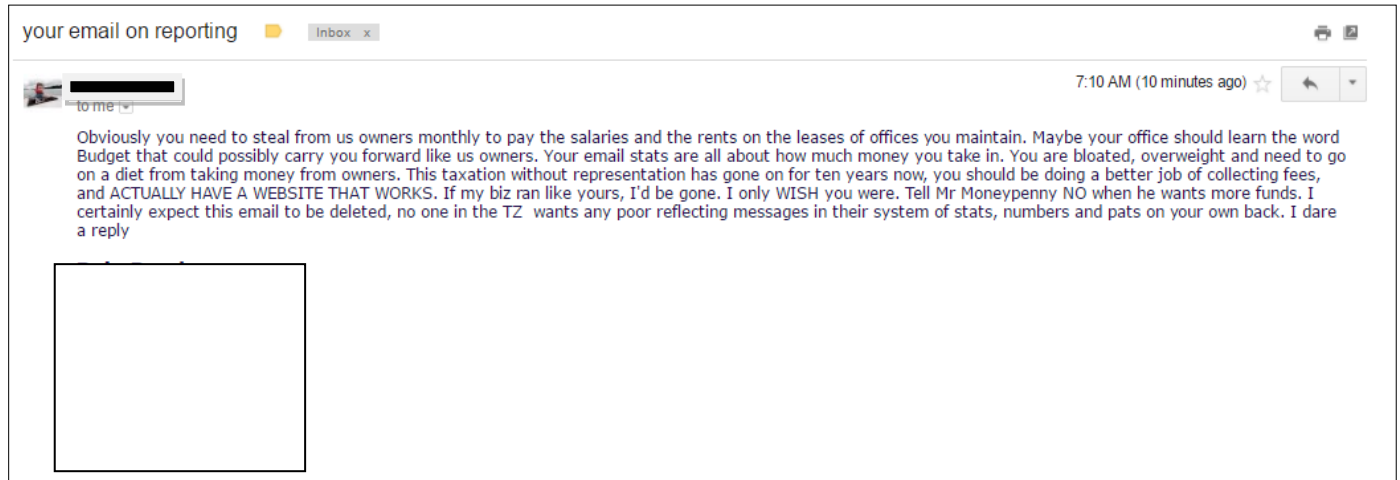 your email on reporting
Inbox x
7:10 AM (10 minutes ago)
to me
Obviously you need to steal from us owners monthly to pay the salaries and the rents on the leases of offices you maintain. Maybe your office should learn the word
Budget that could possibly carry you forward like us owners. Your email stats are all about how much money you take in. You are bloated, overweight and need to go
on a diet from taking money from owners. This taxation without representation has gone on for ten years now, you should be doing a better job of collecting fees,
and ACTUALLY HAVE A WEBSITE THAT WORKS. If my biz ran like yours, I'd be gone. I only WISH you were. Tell Mr Moneypenny NO when he wants more funds. I
certainly expect this email to be deleted, no one in the TZ  wants any poor reflecting messages in their system of stats, numbers and pats on your own back. I dare
a reply